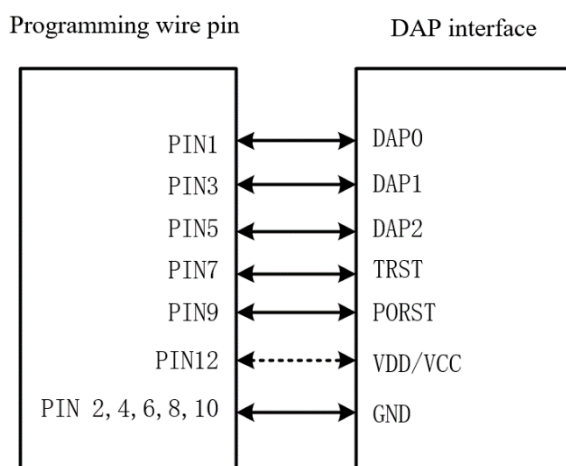 Programming wire pin DAP interface
PIN1 DAP0
PIN3 DAP1
PIN5 DAP2
PIN7 TRST
PIN9 PORST
PIN12 VDD/VCC
PIN 2,4,6,8,10 GND